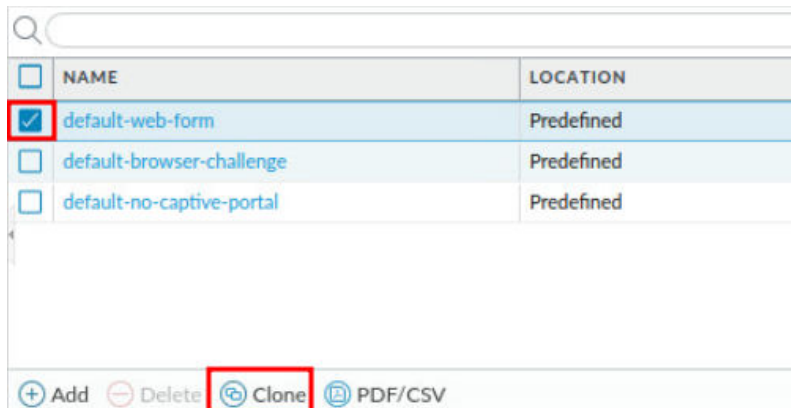 NAME LOCATION
default-web-form Predefined
default-browser-challenge Predefined
default-no-captive-portal Predefined
Add Delete Clone PDF/CSV